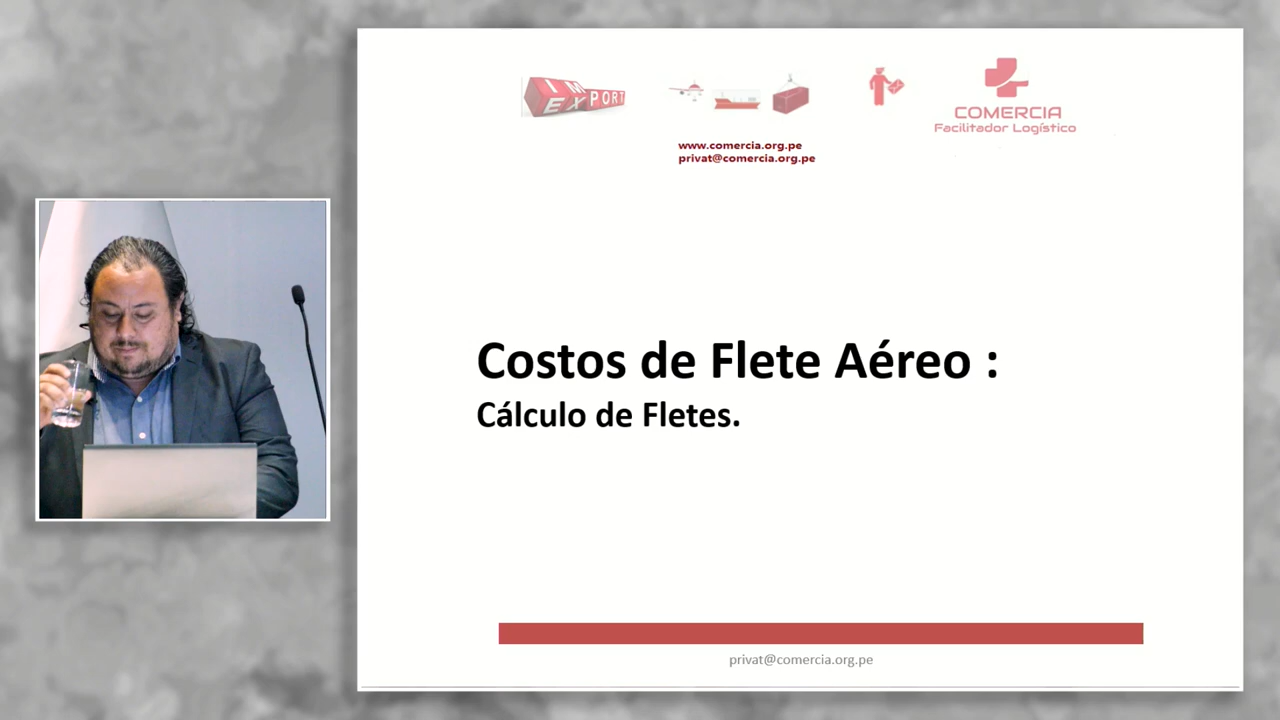 IM
EXPORT
COMERCIA
Facilitador Logístico
www.comercia.org.pe
privat@comercia.org.pe
Costos de Flete Aéreo :
Cálculo de Fletes.
privat@comercia.org.pe